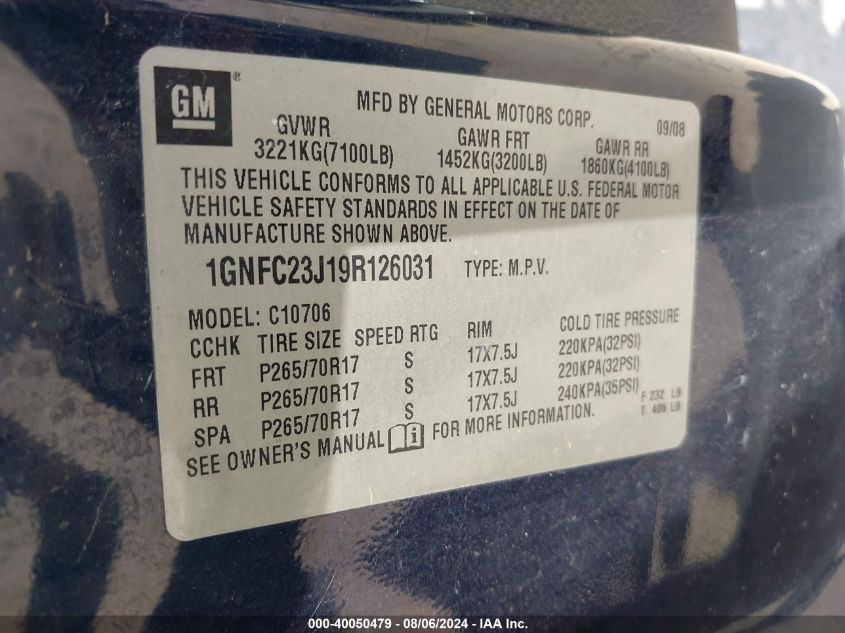 GM®
MFD BY GENERAL MOTORS CORP. 09/08
GVWR GAWR FRT GAWR RR
3221KG(7100LB) 1452KG(3200LB) 1860KG(4100LB)
THIS VEHICLE CONFORMS TO ALL APPLICABLE U.S. FEDERAL MOTOR
VEHICLE SAFETY STANDARDS IN EFFECT ON THE DATE OF
MANUFACTURE SHOWN ABOVE.
1GNFC23J19R126031 TYPE: M.P.V.
MODEL: C10706
CCHK TIRE SIZE SPEED RTG RIM COLD TIRE PRESSURE
FRT P265/70R17 S 17X7.5J 220KPA(32PSI)
RR P265/70R17 S 17X7.5J 220KPA(32PSI)
SPA P265/70R17 S 17X7.5J 240KPA(35PSI)
F 232 LB
T 406 LB
SEE OWNER'S MANUAL i FOR MORE INFORMATION.
000-40050479 - 08/06/2024 - IAA Inc.